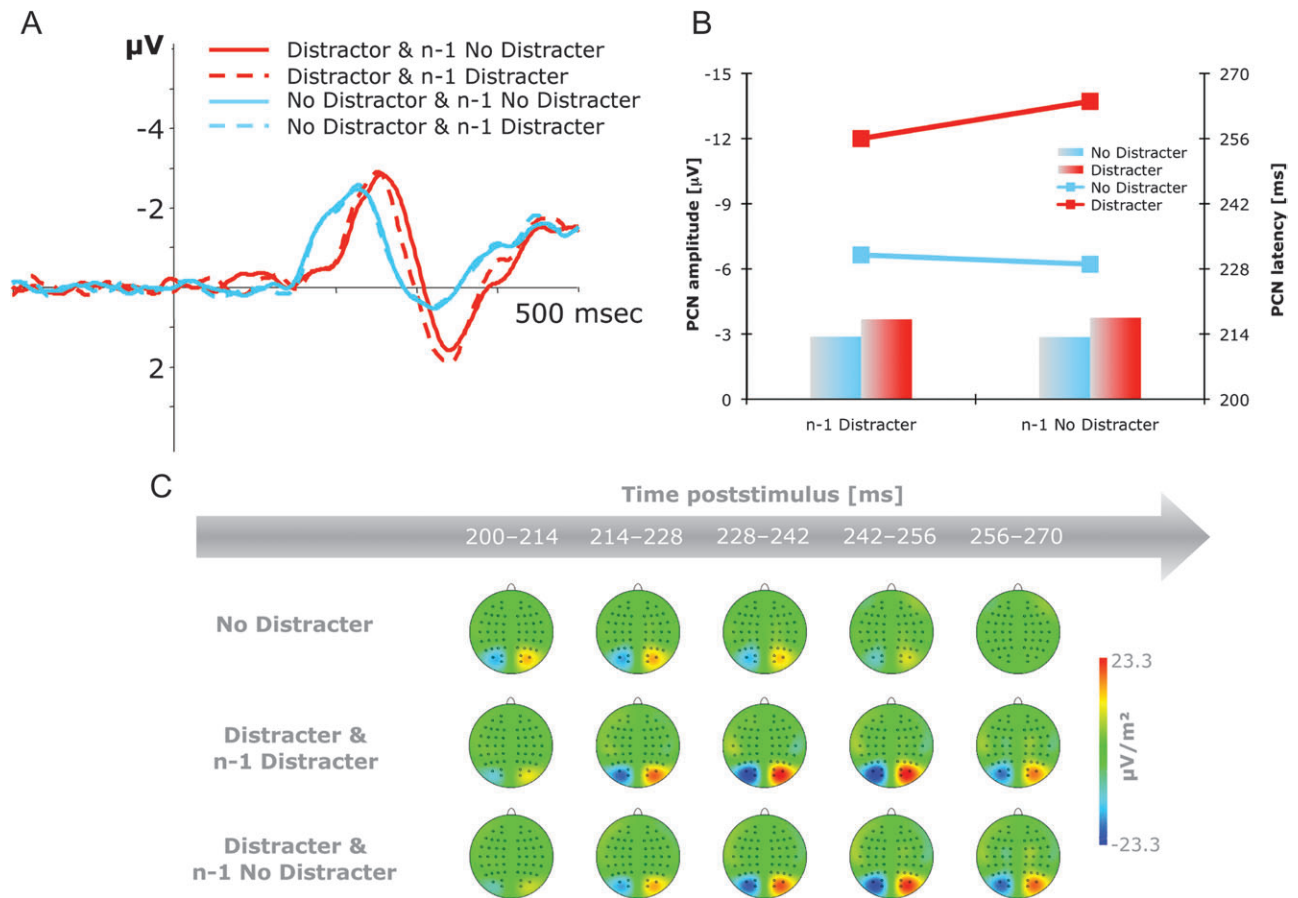 A
µV
-4
-2
2
500 msec
Distractor & n-1 No Distracter
Distractor & n-1 Distracter
No Distractor & n-1 No Distracter
No Distractor & n-1 Distracter
B
PCN amplitude [µV]
-15
-12
-9
-6
-3
0
270
256
242
228
214
200
PCN latency [ms]
No Distracter
Distracter
No Distracter
Distracter
n-1 Distracter
n-1 No Distracter
C
Time poststimulus [ms]
200–214 214–228 228–242 242–256 256–270
No Distracter
Distracter &
n-1 Distracter
Distracter &
n-1 No Distracter
23.3
µV/m²
-23.3